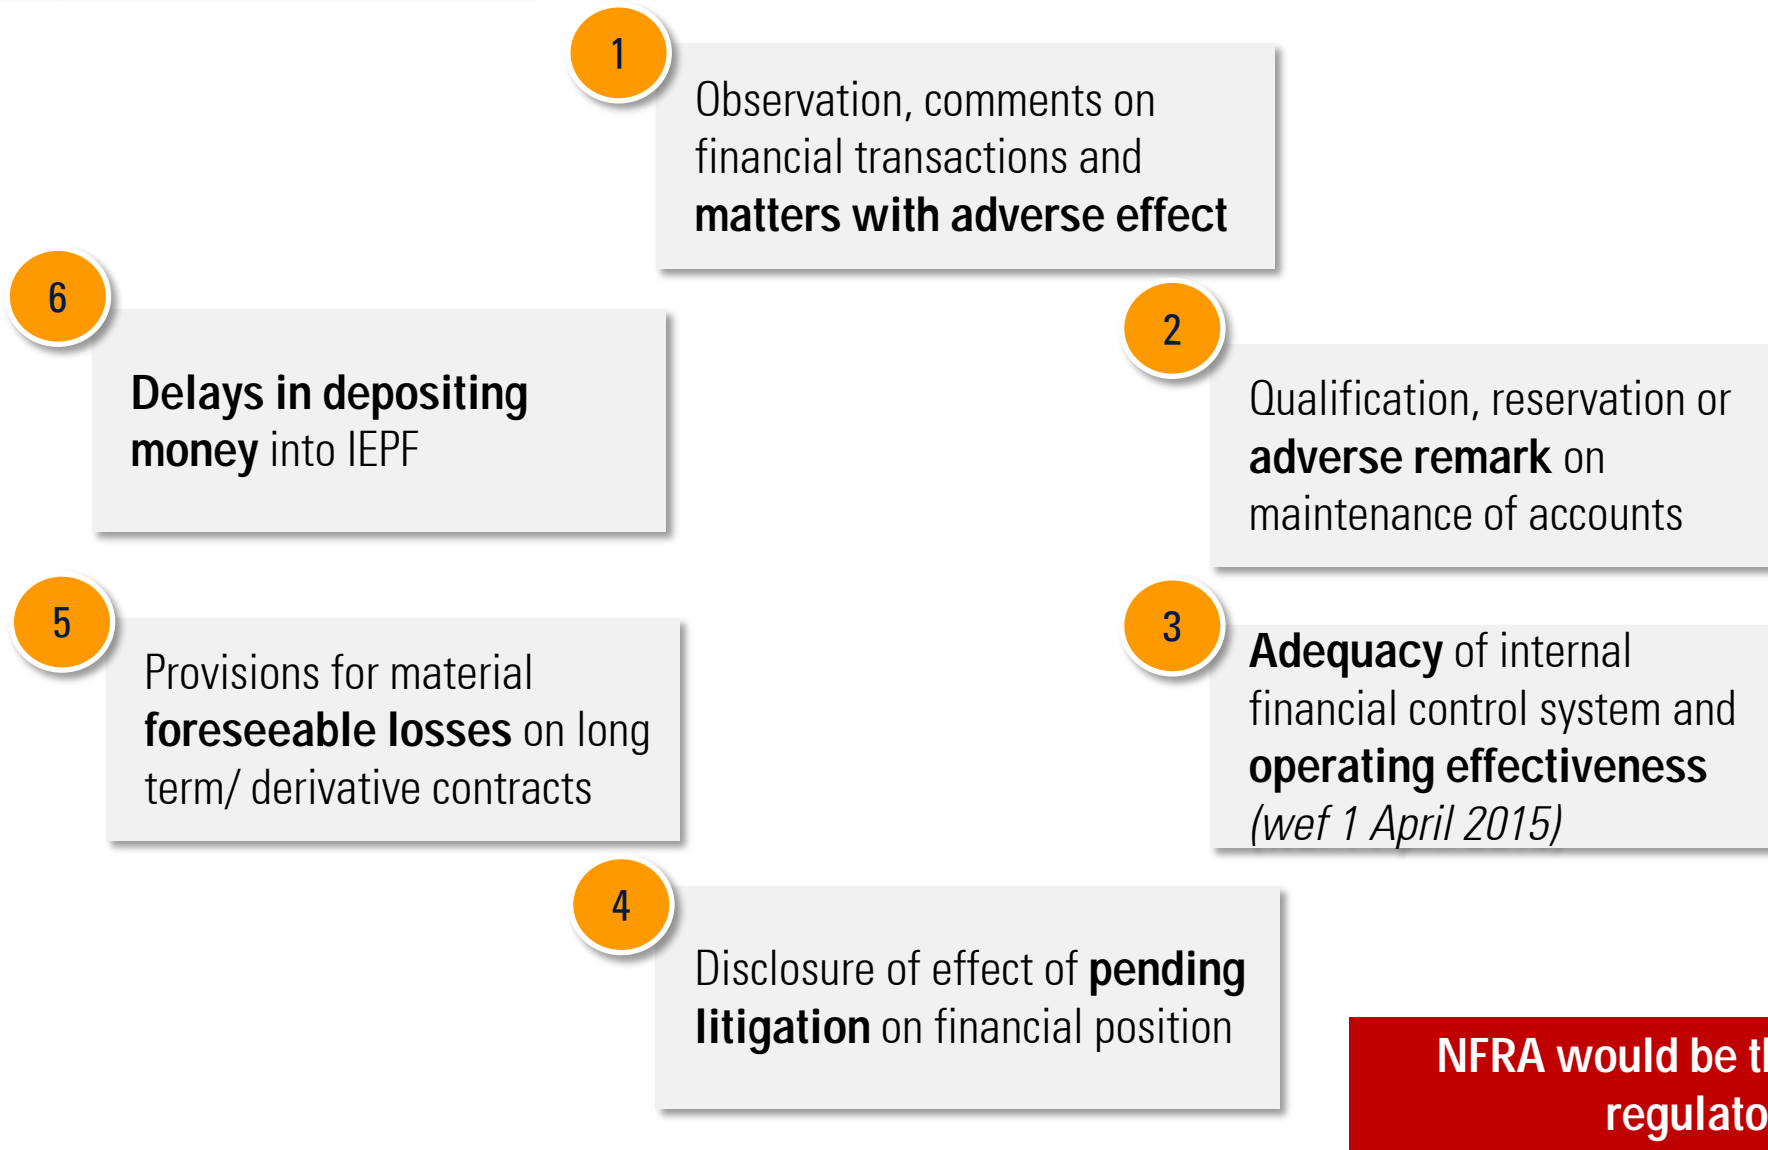 1
Observation, comments on
financial transactions and
matters with adverse effect
2
Qualification, reservation or
adverse remark on
maintenance of accounts
3
Adequacy of internal
financial control system and
operating effectiveness
(wef 1 April 2015)
4
Disclosure of effect of pending
litigation on financial position
5
Provisions for material
foreseeable losses on long
term/ derivative contracts
6
Delays in depositing
money into IEPF
NFRA would be